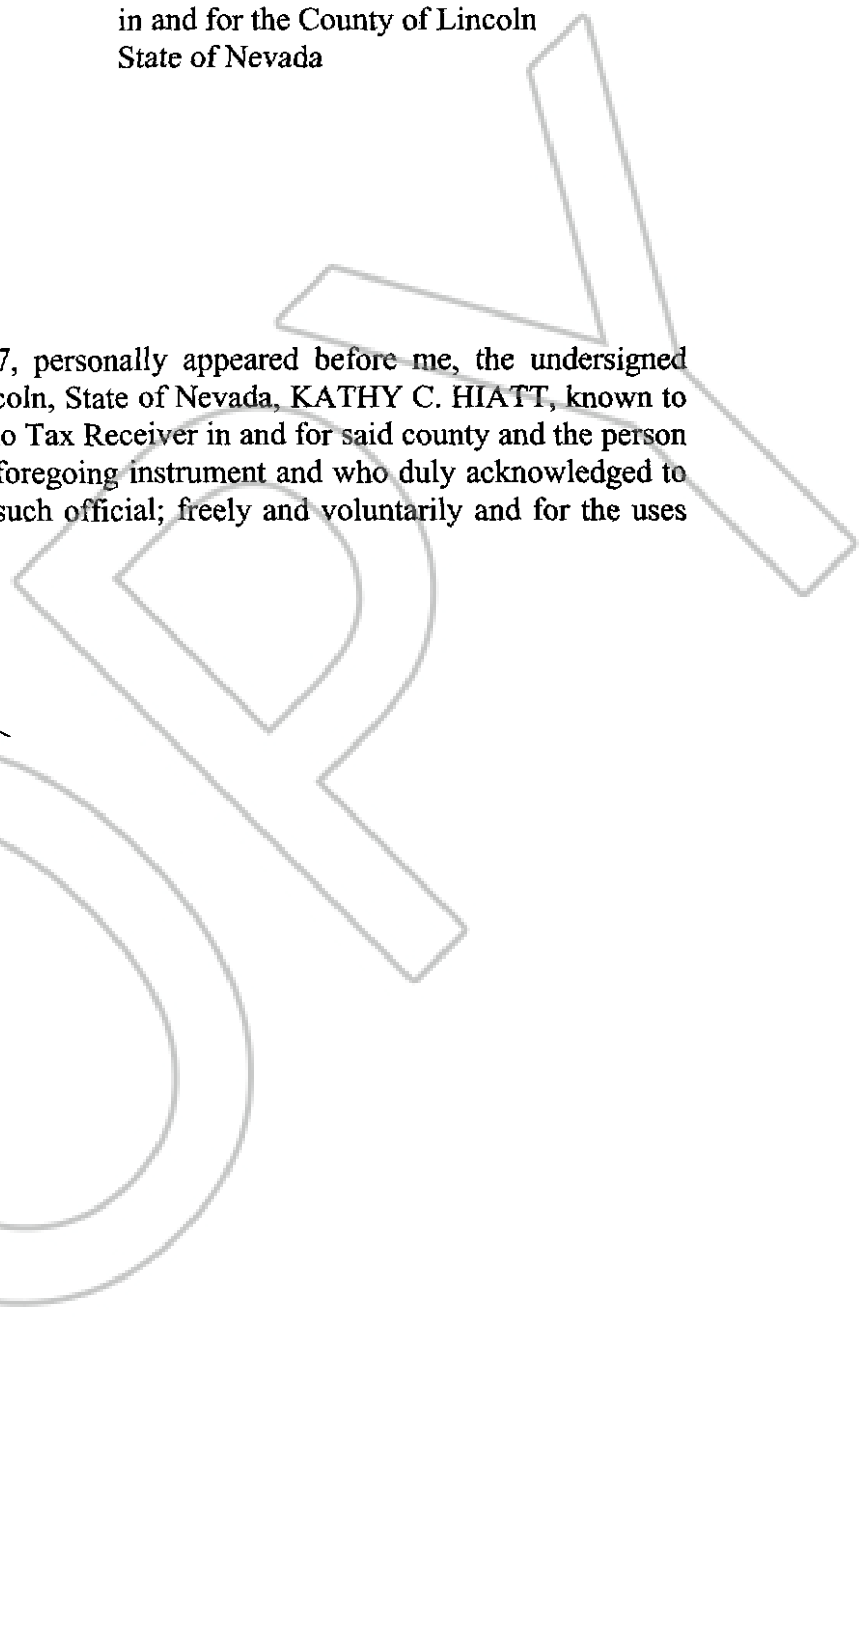 in and for the County of Lincoln
State of Nevada
7, personally appeared before me, the undersigned
coln, State of Nevada, KATHY C. HIATT, known to
o Tax Receiver in and for said county and the person
foregoing instrument and who duly acknowledged to
such official; freely and voluntarily and for the uses
OPY